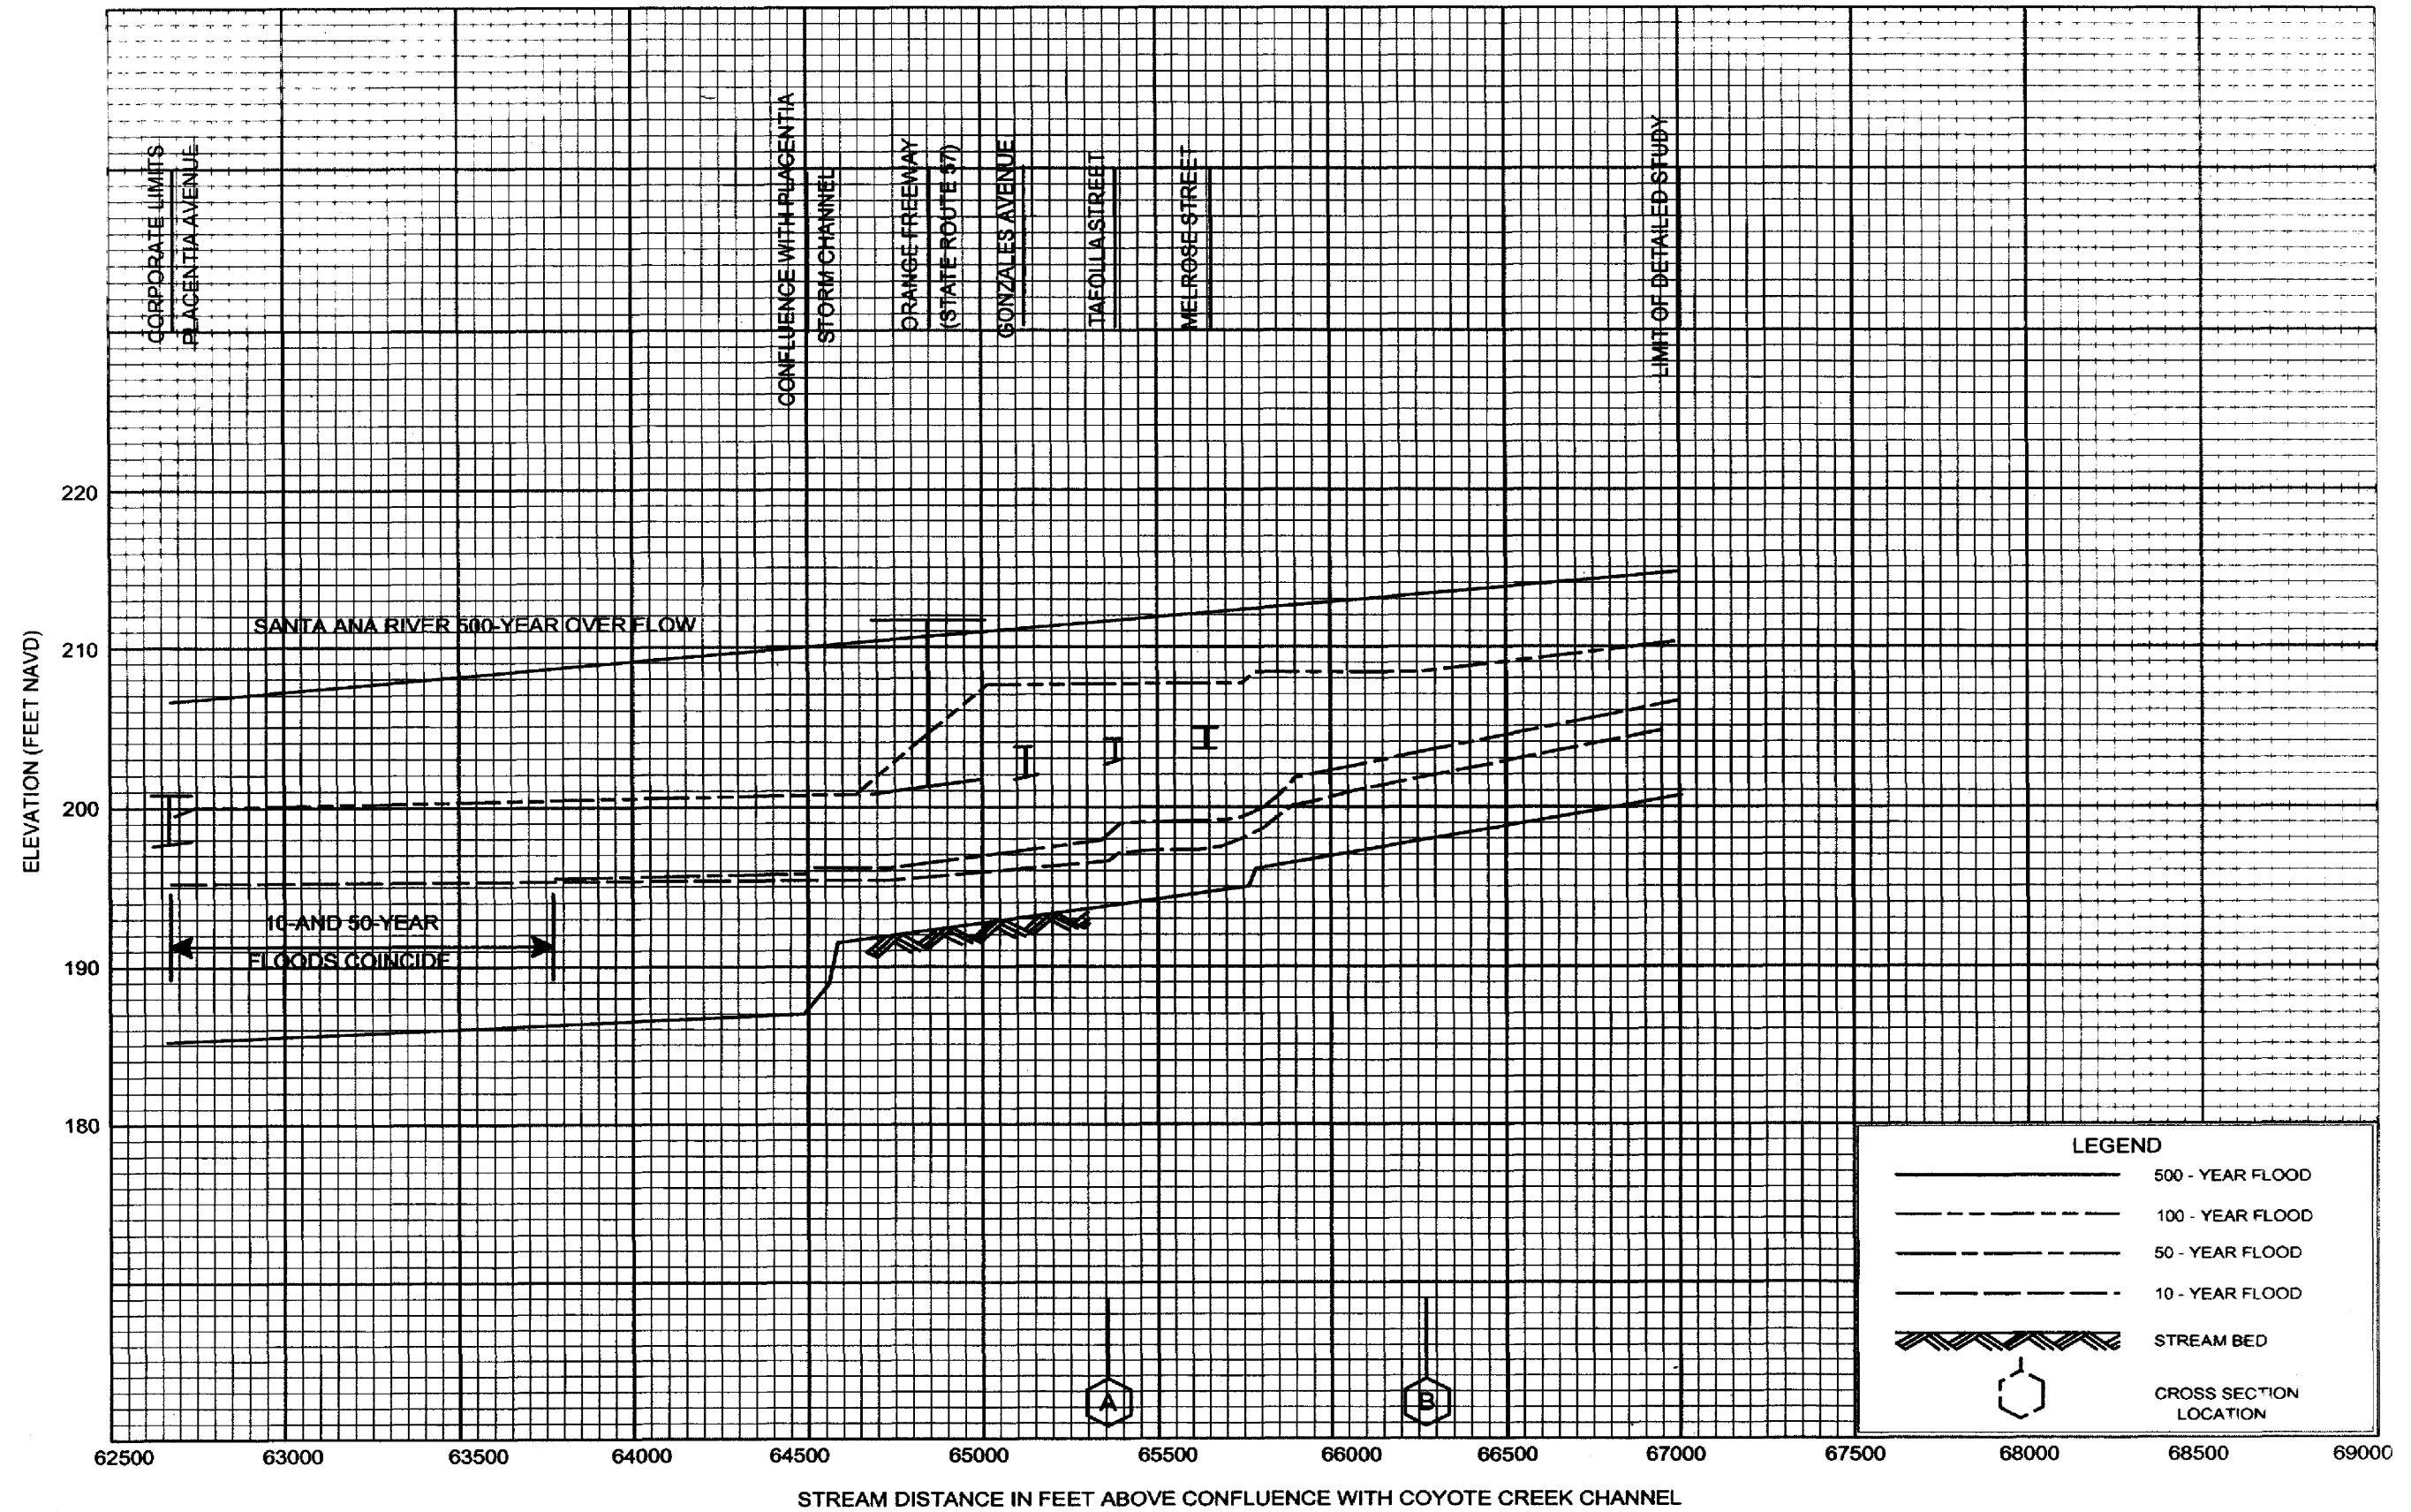 CORPORATE LIMITS
PLACENTIA AVENUE
CONFLUENCE WITH PLACENTIA
STORM CHANNEL
ORANGE FREEWAY
(STATE ROUTE 57)
GONZALES AVENUE
TAFOLLA STREET
MELROSE STREET
LIMIT OF DETAILED STUDY
ELEVATION (FEET NAVD)
220
210
200
190
180
SANTA ANA RIVER 500-YEAR OVER FLOW
10-AND 50-YEAR
FLOODS COINCIDE
A
B
LEGEND
500 - YEAR FLOOD
100 - YEAR FLOOD
50 - YEAR FLOOD
10 - YEAR FLOOD
STREAM BED
CROSS SECTION
LOCATION
62500 63000 63500 64000 64500 65000 65500 66000 66500 67000 67500 68000 68500 69000
STREAM DISTANCE IN FEET ABOVE CONFLUENCE WITH COYOTE CREEK CHANNEL